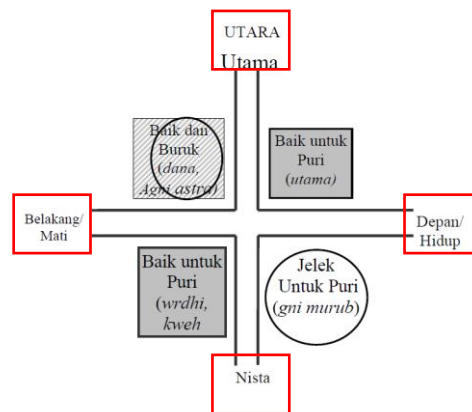 UTARA
Utama
Baik dan
Buruk
(dana,
Agni astra)
Baik untuk
Puri
(utama)
Belakang/
Mati
Depan/
Hidup
Baik untuk
Puri
(wrdhi,
kweh
Jelek
Untuk Puri
(gni murub)
Nista